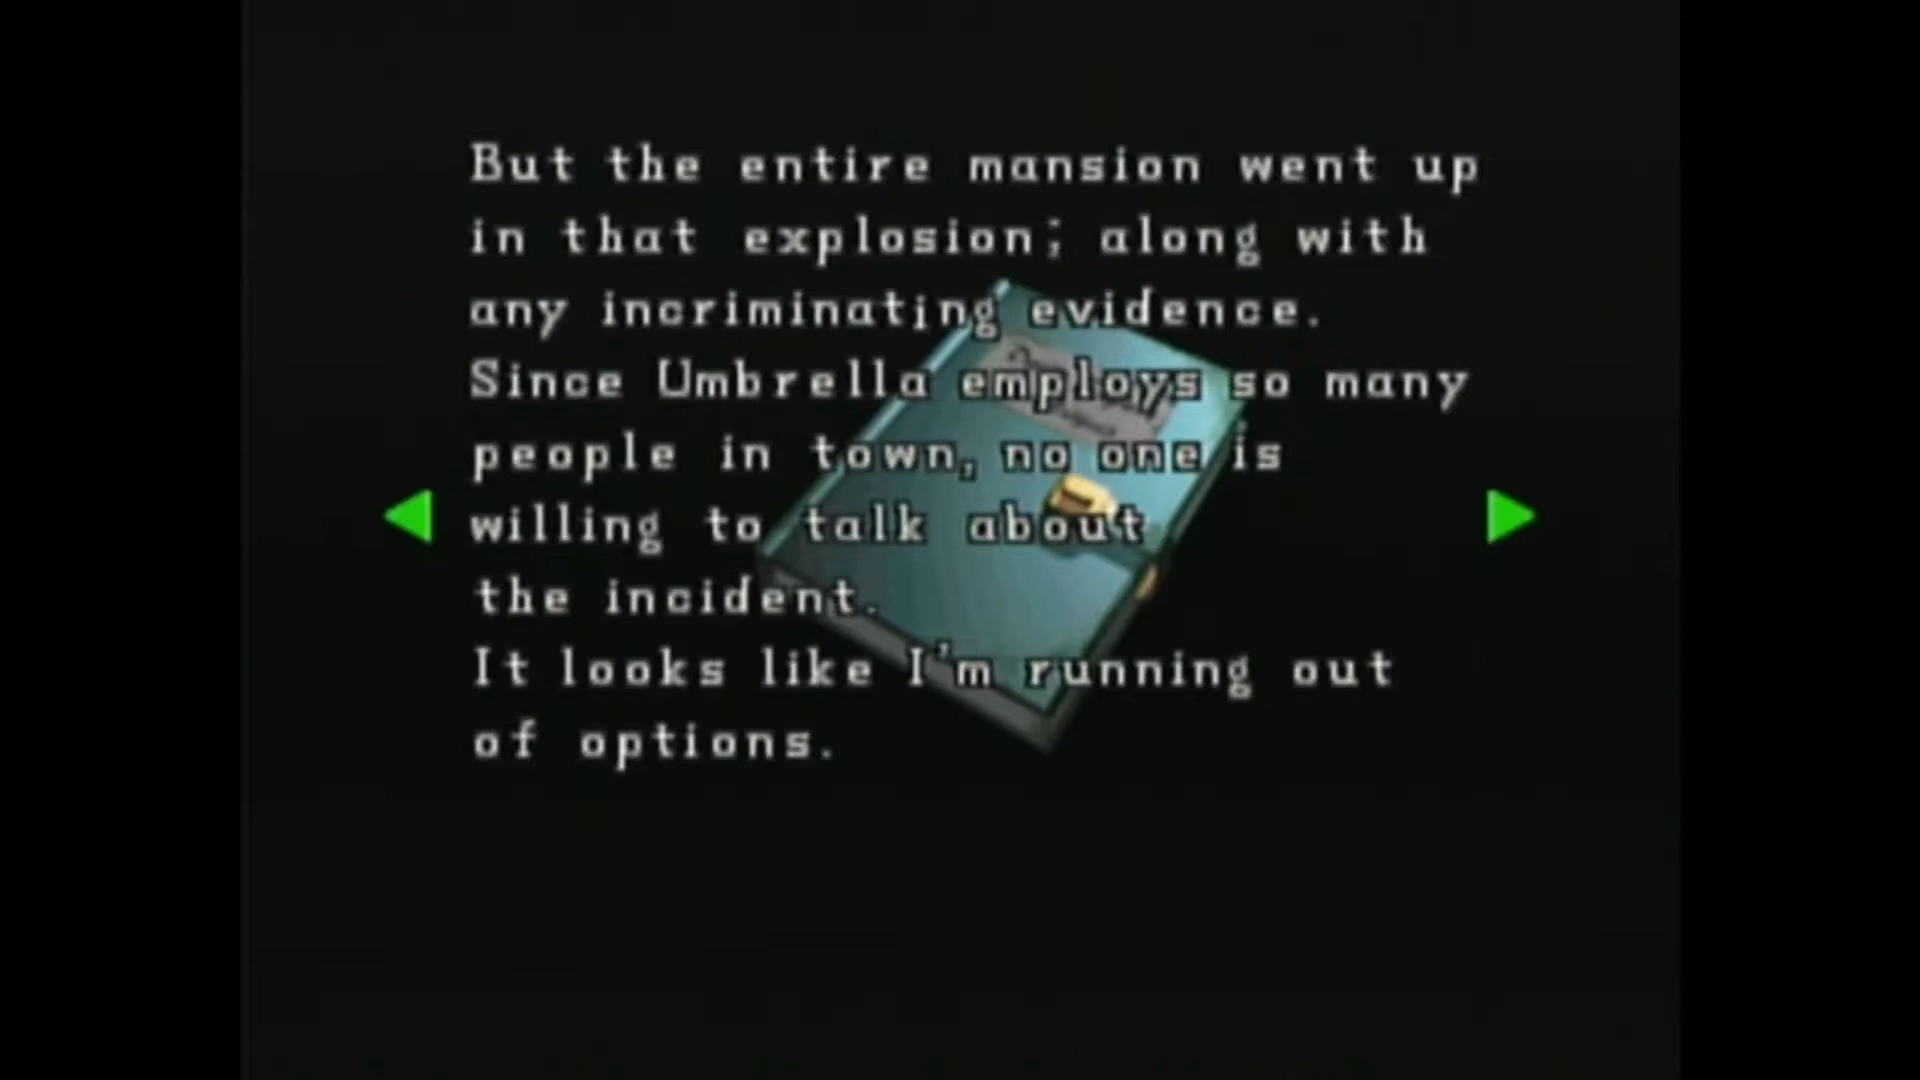 But the entire mansion went up
in that explosion; along with
any incriminating evidence.
Since Umbrella employs so many
people in town, no one is
willing to talk about
the incident.
It looks like I'm running out
of options.